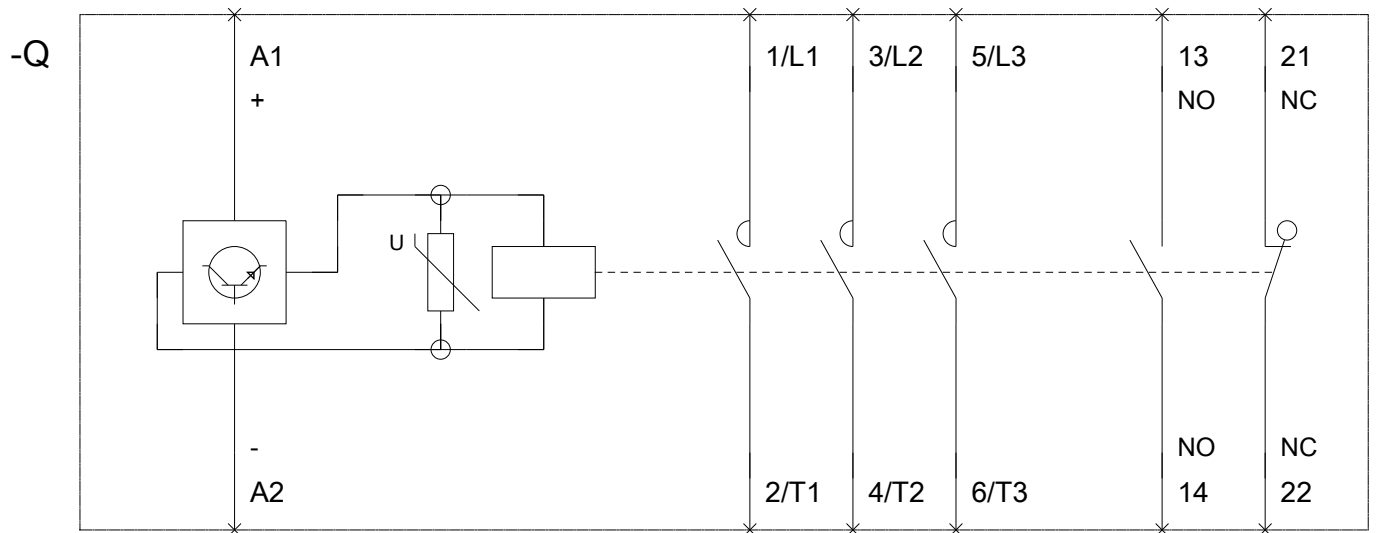 -Q
A1 1/L1 3/L2 5/L3 13 21
+ NO NC
U
- NO NC
A2 2/T1 4/T2 6/T3 14 22